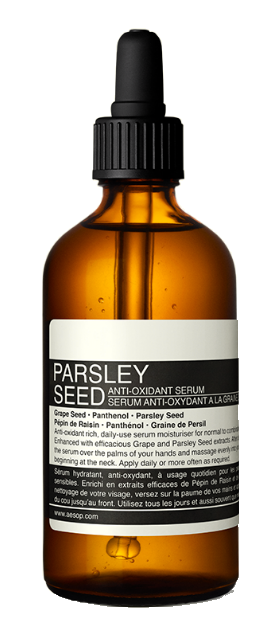 PARSLEY
SEED ANTI-OXIDANT SERUM
SERUM ANTI-OXYDANT A LA GRAINE
Grape Seed • Panthenol • Parsley Seed
Pépin de Raisin • Panthénol • Graine de Persil
Anti-oxidant rich, daily-use serum moisturiser for normal to
Enhanced with efficacious Grape and Parsley Seed extracts.
the serum over the palms of your hands and massage evenly
beginning at the neck. Apply daily or more often as required.
Sérum hydratant, anti-oxydant, à usage quotidien pour les
sensibles. Enrichi en extraits efficaces de Pépin de Raisin et de
nettoyage de votre visage, versez sur la paume de vos mains
du cou jusqu'au front. Utilisez tous les jours et aussi souvent que
www.aesop.com